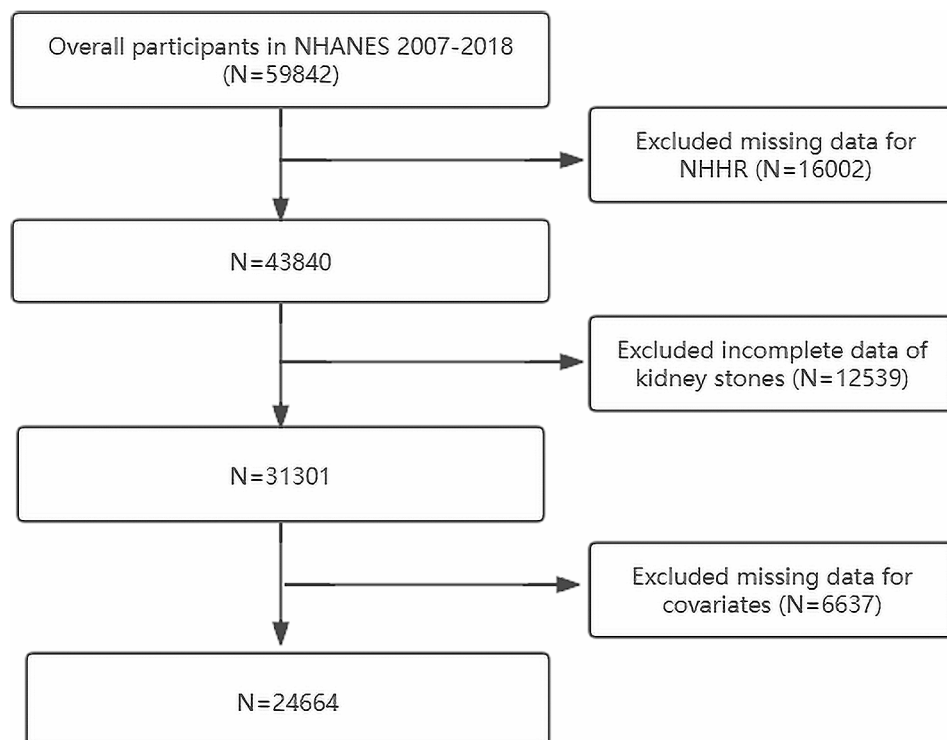 Overall participants in NHANES 2007-2018
(N=59842)
Excluded missing data for
NHHR (N=16002)
N=43840
Excluded incomplete data of
kidney stones (N=12539)
N=31301
Excluded missing data for
covariates (N=6637)
N=24664